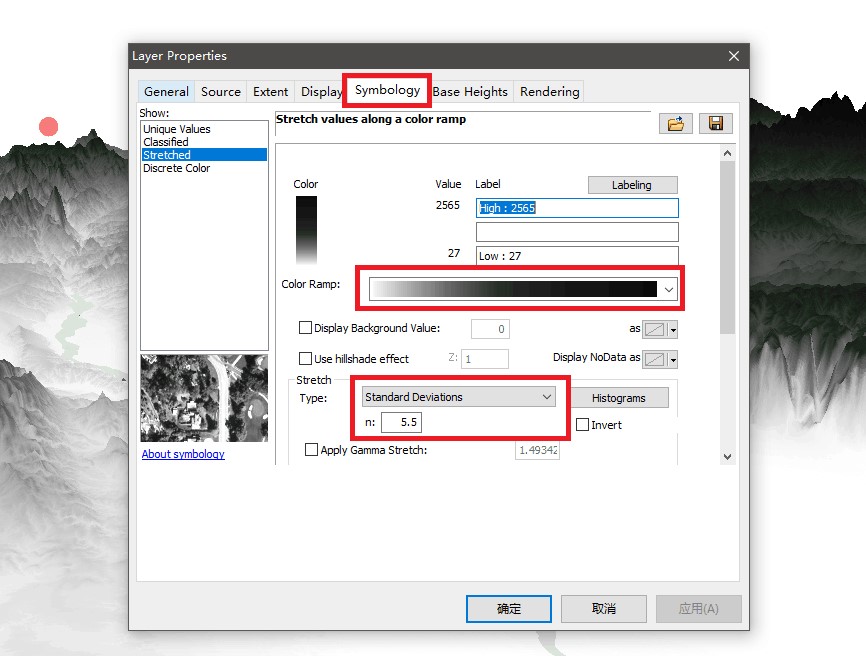 Layer Properties
General Source Extent Display Symbology Base Heights Rendering
Show:
Unique Values
Classified
Stretched
Discrete Color
About symbology
Stretch values along a color ramp
Color Value Label Labeling
2565 High : 2565
27 Low : 27
Color Ramp:
Display Background Value: 0 as
Use hillshade effect Z: 1 Display NoData as
Stretch
Type: Standard Deviations Histograms
n: 5.5 Invert
Apply Gamma Stretch: 1.49342
确定 取消 应用(A)